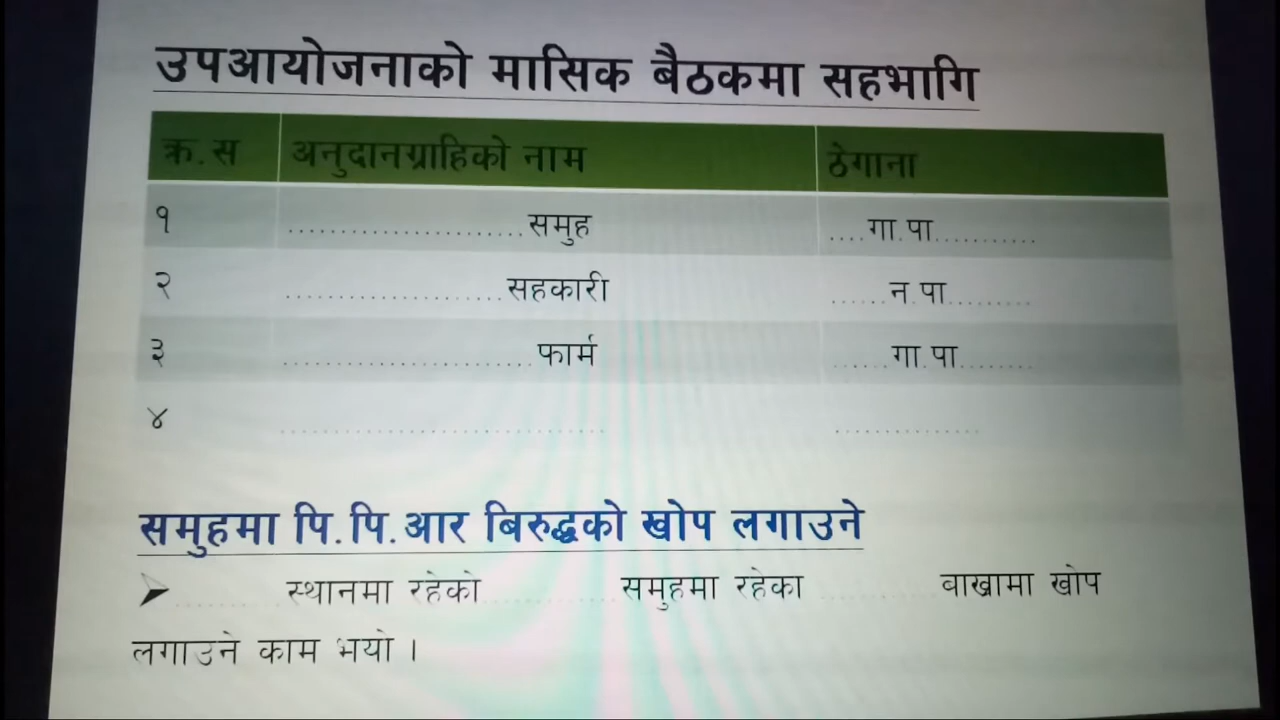 उपआयोजनाको मासिक बैठकमा सहभागि
क्र.स अनुदानग्राहिको नाम ठेगाना
१ ......................समुह ....गा.पा...........
२ ....................सहकारी ......न.पा.........
३ .......................फार्म ......गा.पा........
४ .............................. ..............
समुहमा पि.पि.आर बिरुद्धको खोप लगाउने
➤.......... स्थानमा रहेको............ समुहमा रहेका ........... वाख्रामा खोप
लगाउने काम भयो ।